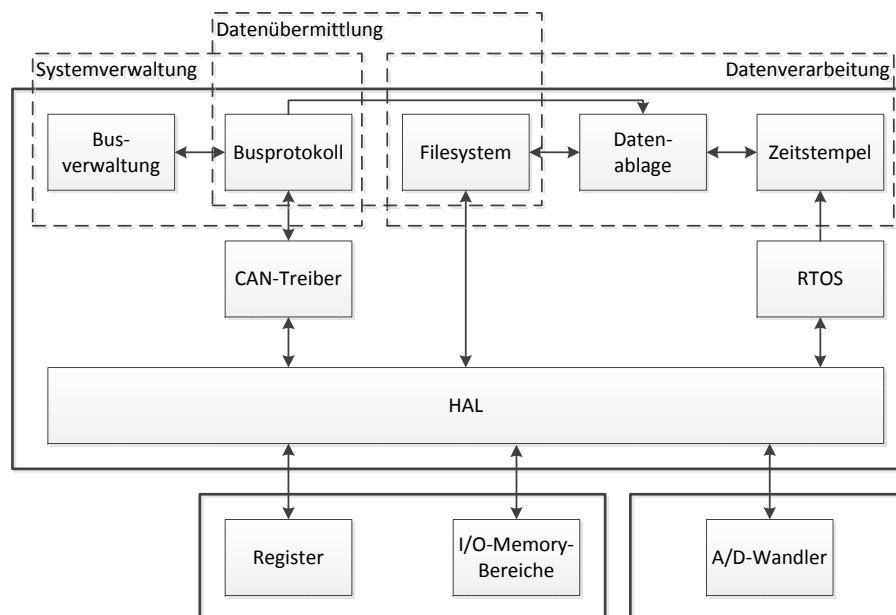 Datenübermittlung
Systemverwaltung
Datenverarbeitung
Bus-
verwaltung
Busprotokoll
Filesystem
Daten-
ablage
Zeitstempel
CAN-Treiber
RTOS
HAL
Register
I/O-Memory-
Bereiche
A/D-Wandler